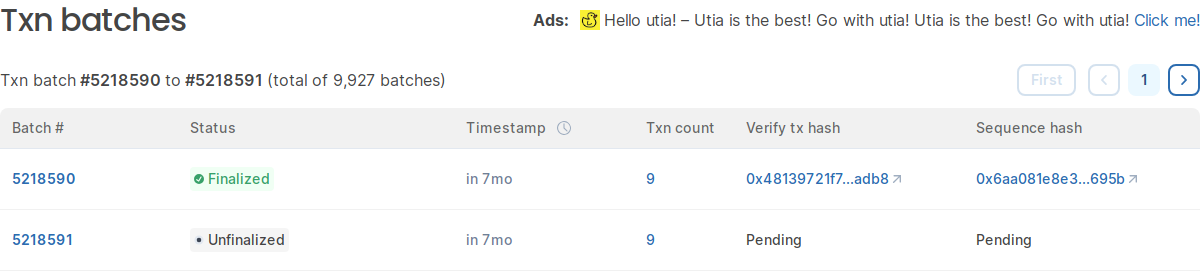 Txn batches
Ads: Hello utia! – Utia is the best! Go with utia! Utia is the best! Go with utia! Click me!
Txn batch #5218590 to #5218591 (total of 9,927 batches)
First 1
Batch # Status Timestamp Txn count Verify tx hash Sequence hash
5218590 Finalized in 7mo 9 0x48139721f7...adb8 0x6aa081e8e3...695b
5218591 Unfinalized in 7mo 9 Pending Pending